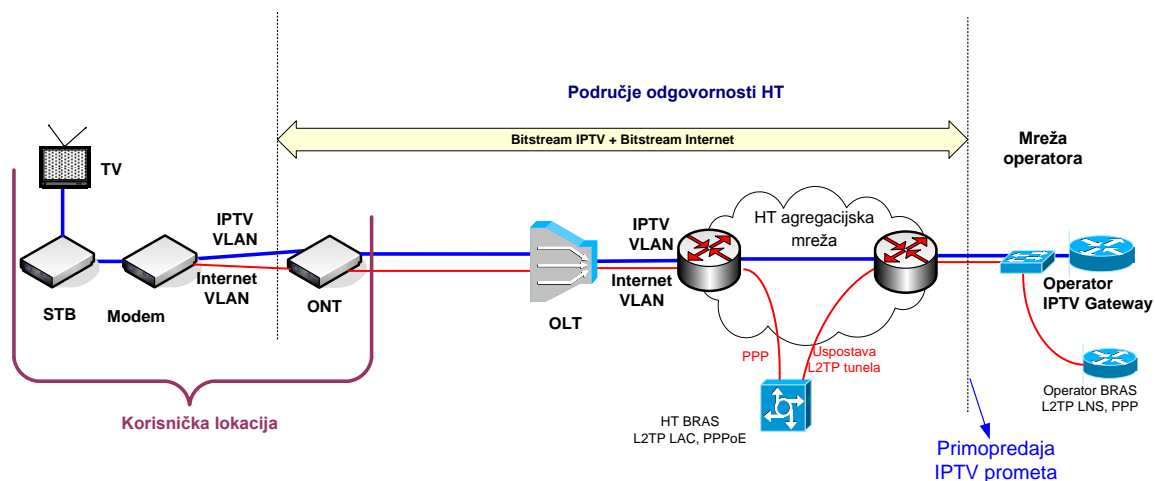 Područje odgovornosti HT
Bitstream IPTV + Bitstream Internet
Mreža
operatora
TV
IPTV
VLAN
Internet
VLAN
STB
Modem
ONT
OLT
IPTV
VLAN
Internet
VLAN
HT agregacijska
mreža
PPP
Uspostava
L2TP tunela
HT BRAS
L2TP LAC, PPPoE
Operator
IPTV Gateway
Operator BRAS
L2TP LNS, PPP
Korisnička lokacija
Primopredaja
IPTV prometa